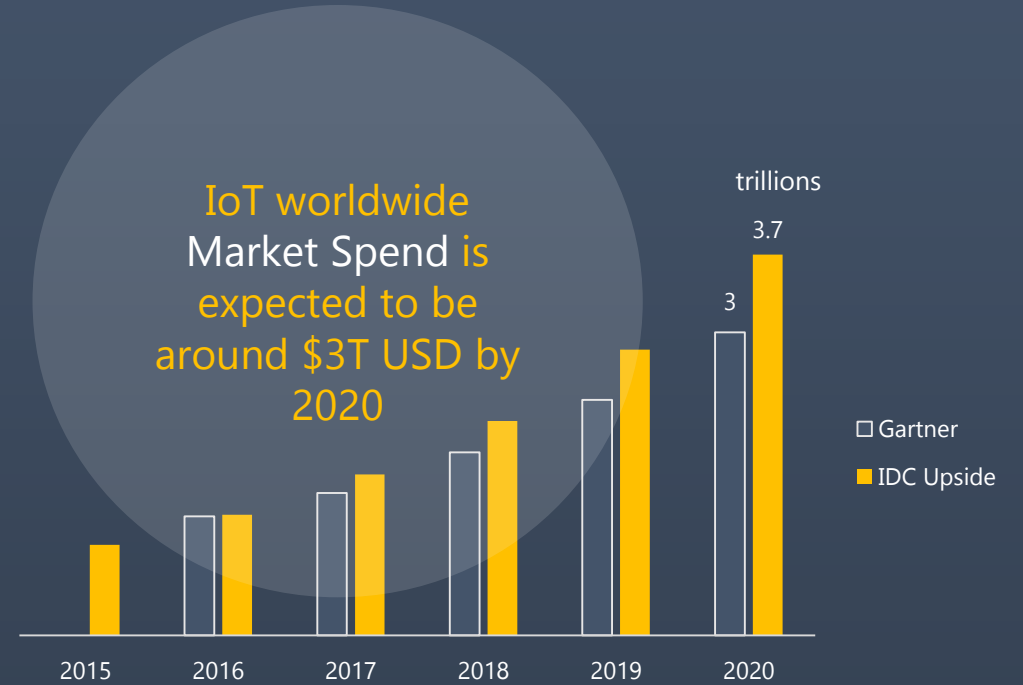 IoT worldwide
Market Spend is
expected to be
around $3T USD by
2020
trillions
3.7
3
Gartner
IDC Upside
2015
2016
2017
2018
2019
2020